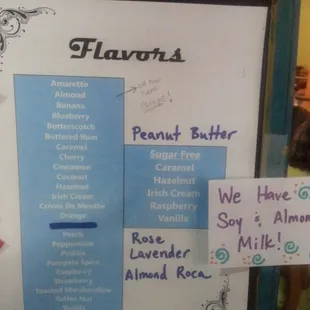 Flavors
Amaretto
Almond
Banana
Blueberry
Butterscotch
Buttered Rum
Caramel
Cherry
Cinnamon
Coconut
Hazelnut
Irish Cream
Creme De Menthe
Orange
Peach
Peppermint
Praline
Pumpkin Spice
Raspberry
Strawberry
Toasted Marshmallow
Vanilla
Peanut Butter
Sugar Free
Caramel
Hazelnut
Irish Cream
Raspberry
Vanilla
Rose
Lavender
Almond Roca
We Have
Soy & Almond
Milk!